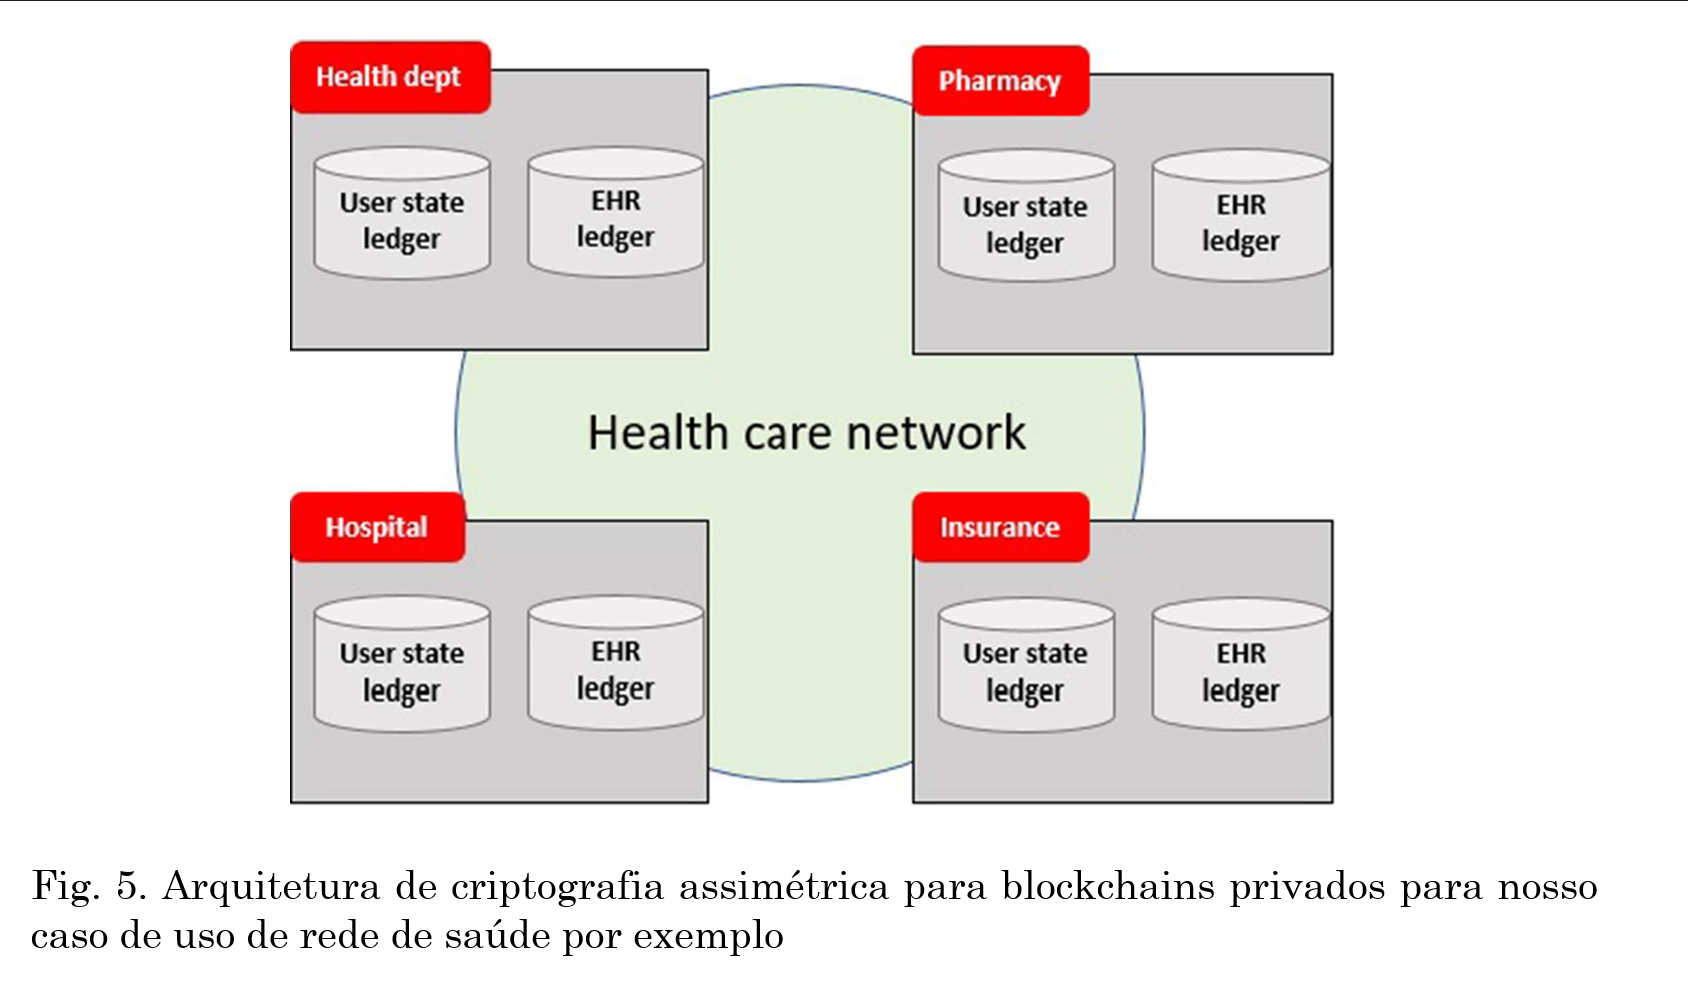 Health dept
User state
ledger
EHR
ledger
Pharmacy
User state
ledger
EHR
ledger
Health care network
Hospital
User state
ledger
EHR
ledger
Insurance
User state
ledger
EHR
ledger
Fig. 5. Arquitetura de criptografia assimétrica para blockchains privados para nosso
caso de uso de rede de saúde por exemplo